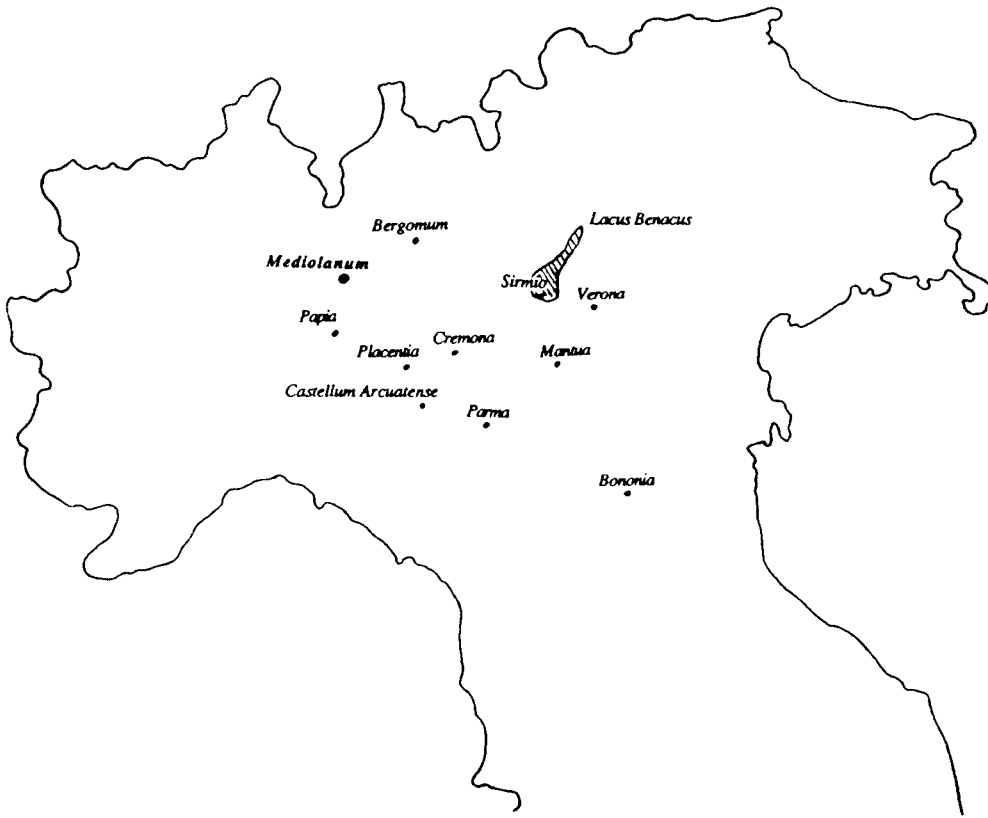 Lacus Benacus
Bergomum
Mediolanum
Sirmio
Verona
Papia
Cremona
Placentia
Mantua
Castellum Arcuatense
Parma
Bononia